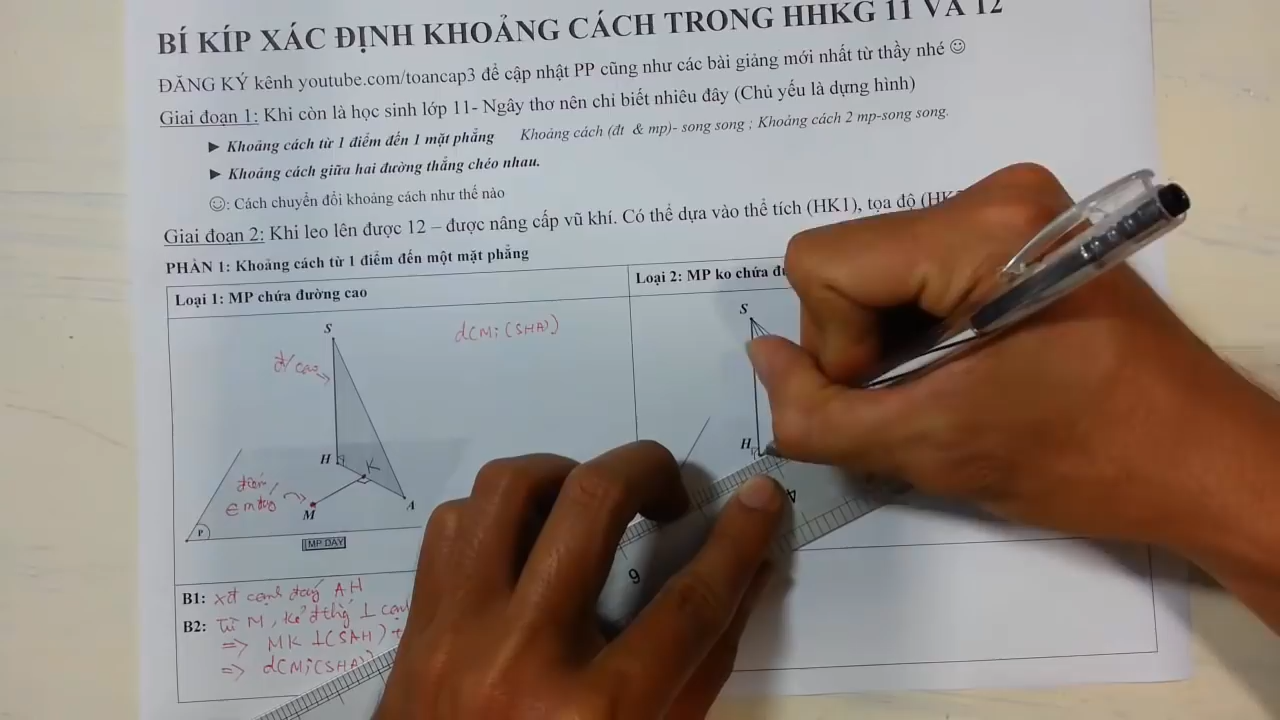 BÍ KÍP XÁC ĐỊNH KHOẢNG CÁCH TRONG HHKG 11 VÀ 12
ĐĂNG KÝ kênh youtube.com/toancap3 để cập nhật PP cũng như các bài giảng mới nhất từ thầy nhé ☺
Giai đoạn 1: Khi còn là học sinh lớp 11- Ngây thơ nên chỉ biết nhiêu đây (Chủ yếu là dựng hình)
► Khoảng cách từ 1 điểm đến 1 mặt phẳng Khoảng cách (đt & mp)- song song ; Khoảng cách 2 mp-song song.
► Khoảng cách giữa hai đường thẳng chéo nhau.
☺: Cách chuyển đổi khoảng cách như thế nào
Giai đoạn 2: Khi leo lên được 12 – được nâng cấp vũ khí. Có thể dựa vào thể tích (HK1), tọa độ (HK
PHẦN 1: Khoảng cách từ 1 điểm đến một mặt phẳng
Loại 1: MP chứa đường cao
Loại 2: MP ko chứa
S
d(M;(SHA))
đ/cao
H
K
điểm
∈ mđáy
M
A
P
MP ĐÁY
S
H
6
4
B1: xđ cạnh đáy AH
B2: Từ M, kẻ đthẳng ⊥ cạnh
=> MK ⊥(SAH)
=> d(M;(SHA))